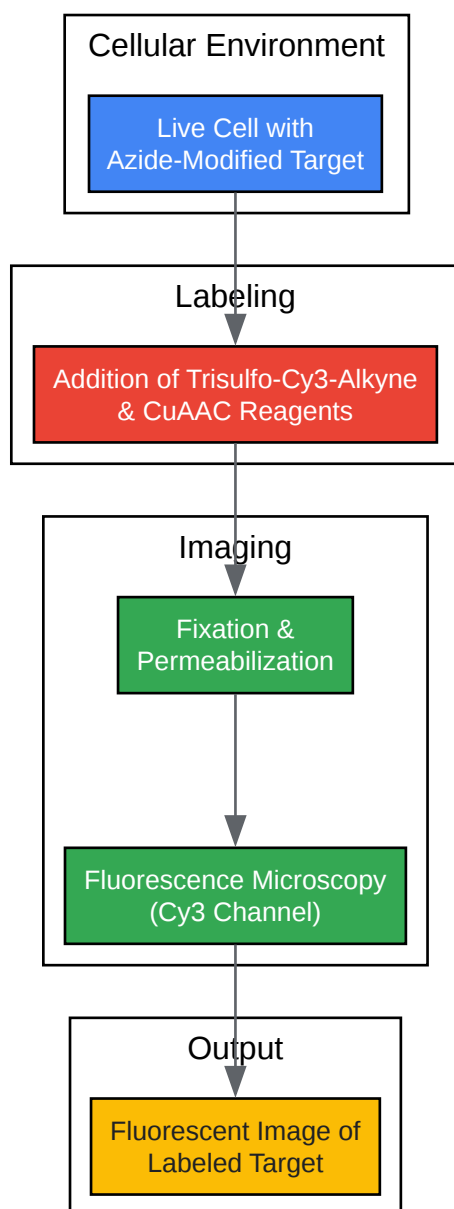 Cellular Environment
Live Cell with
Azide-Modified Target
Labeling
Addition of Trisulfo-Cy3-Alkyne
& CuAAC Reagents
Imaging
Fixation &
Permeabilization
Fluorescence Microscopy
(Cy3 Channel)
Output
Fluorescent Image of
Labeled Target